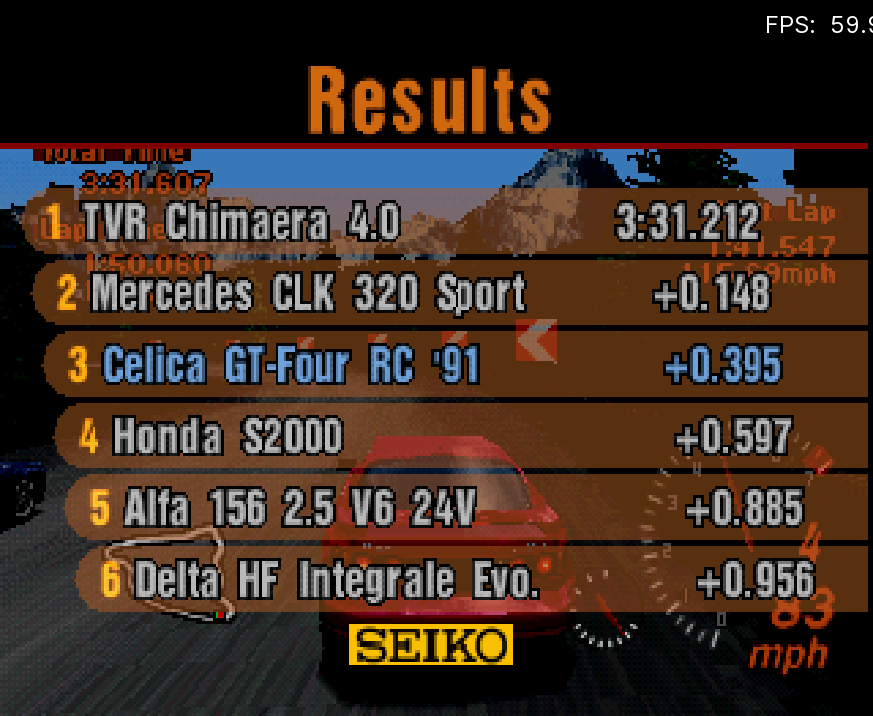 FPS: 59.9
Results
Total Time
3:31.607
1 TVR Chimaera 4.0 3:31.212
Lap
1:41.547
1:50.060
2 Mercedes CLK 320 Sport +0.148
3 Celica GT-Four RC '91 +0.395
4 Honda S2000 +0.597
5 Alfa 156 2.5 V6 24V +0.885
4
6 Delta HF Integrale Evo. +0.956
83
mph
SEIKO